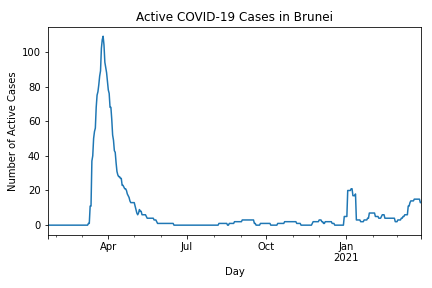 Active COVID-19 Cases in Brunei
Number of Active Cases
100
80
60
40
20
0
Apr
Jul
Oct
Jan
2021
Day